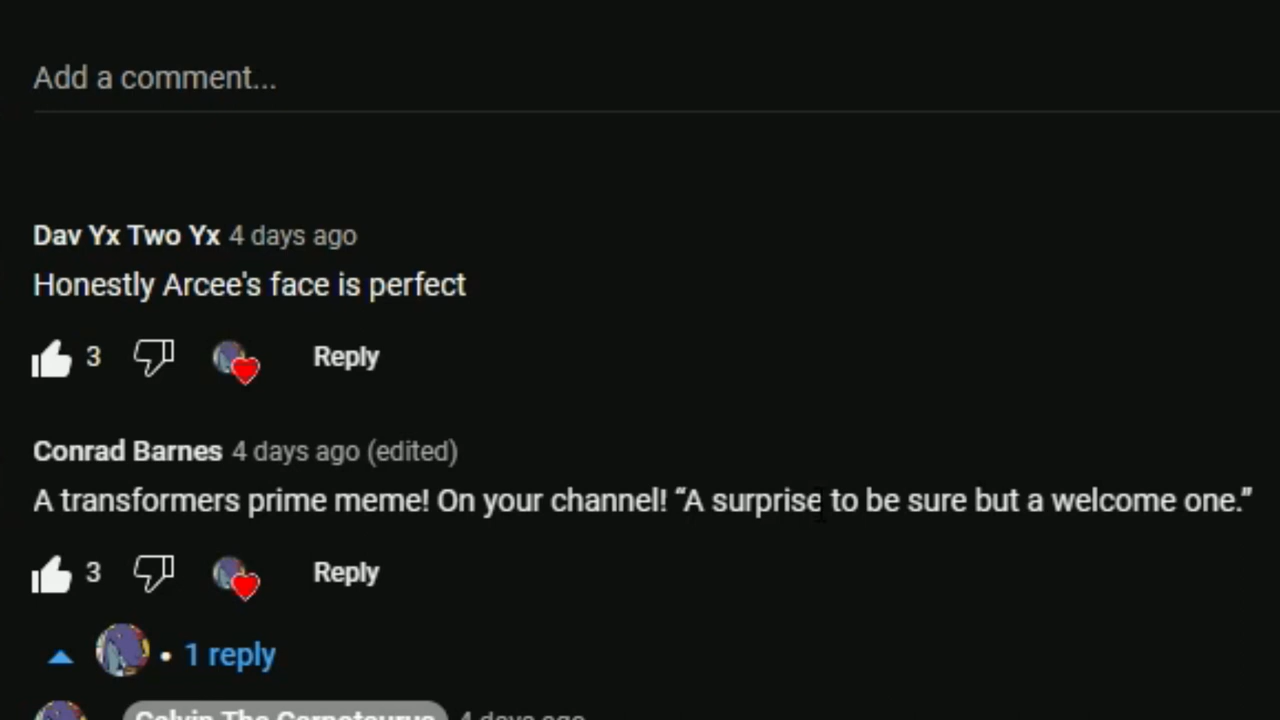 Add a comment...
Dav Yx Two Yx 4 days ago
Honestly Arcee's face is perfect
3 Reply
Conrad Barnes 4 days ago (edited)
A transformers prime meme! On your channel! “A surprise to be sure but a welcome one.”
3 Reply
• 1 reply
Calvin The Carnotaurus 4 days ago